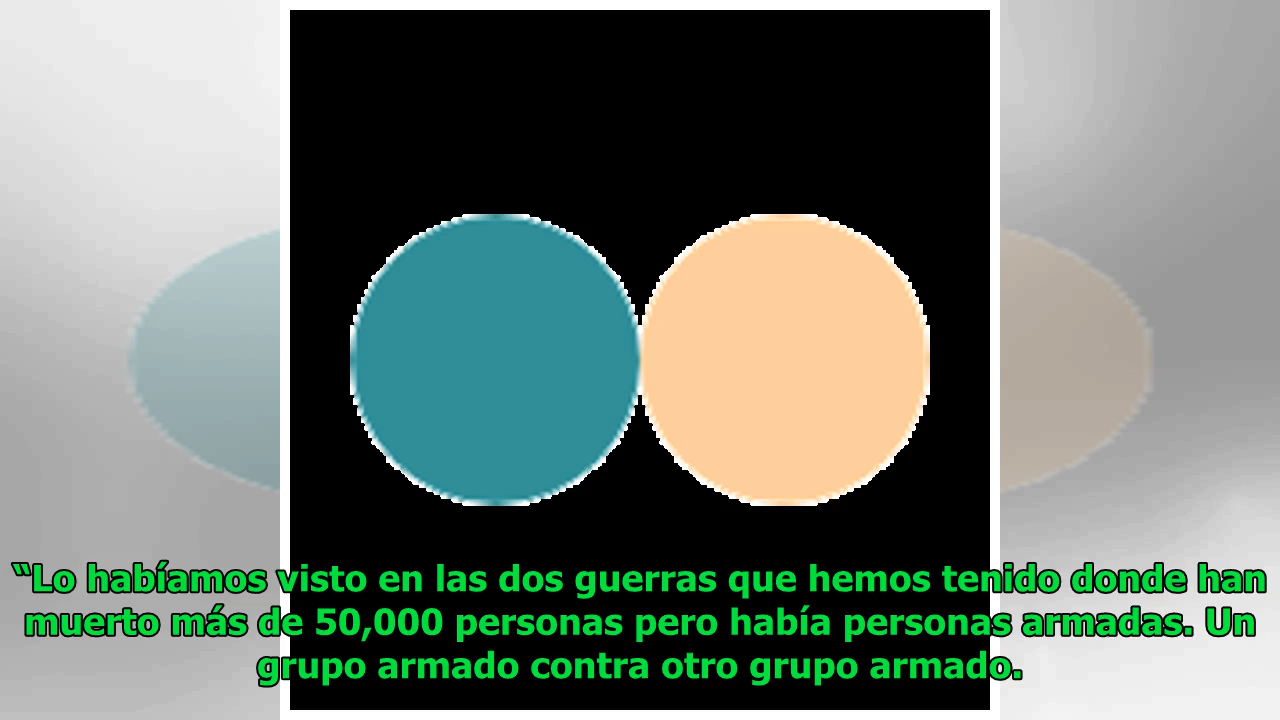 “Lo habíamos visto en las dos guerras que hemos tenido donde han
muerto más de 50,000 personas pero había personas armadas. Un
grupo armado contra otro grupo armado.